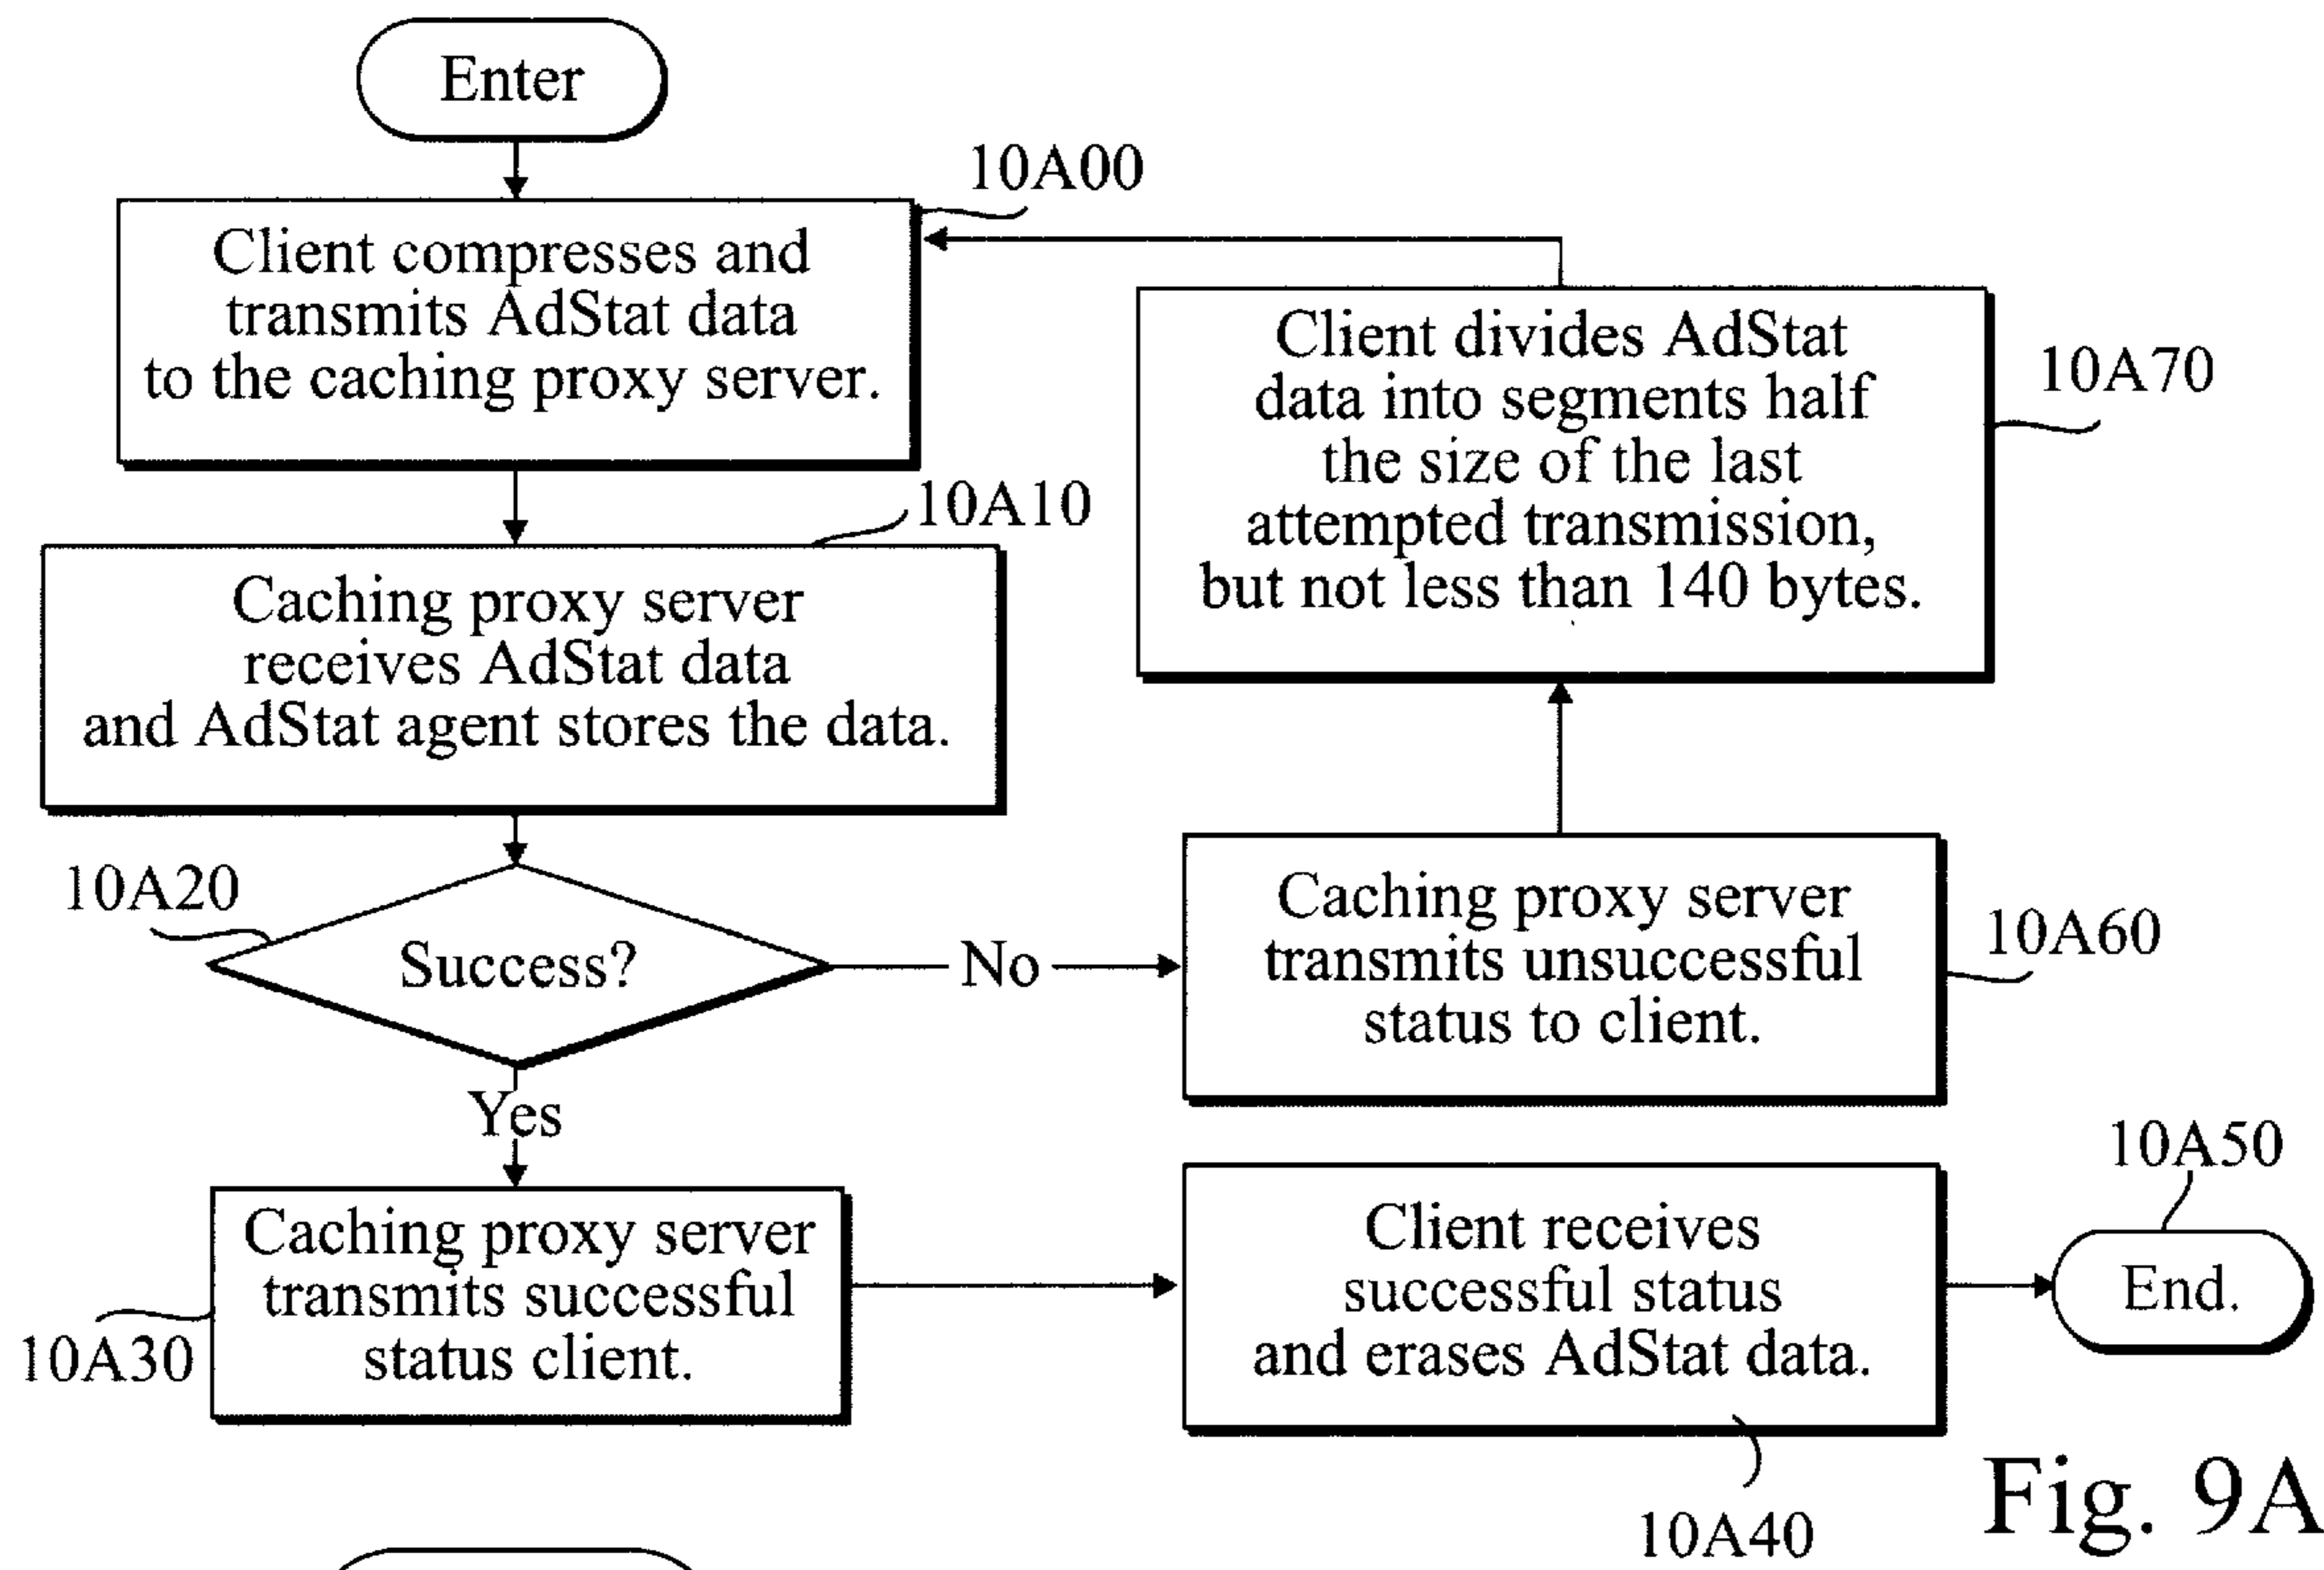 Enter
10A00
Client compresses and
transmits AdStat data
to the caching proxy server.
10A10
Caching proxy server
receives AdStat data
and AdStat agent stores the data.
10A20
Success?
No
Yes
Caching proxy server
transmits successful
status client.
10A30
Client divides AdStat
data into segments half
the size of the last
attempted transmission,
but not less than 140 bytes.
10A70
Caching proxy server
transmits unsuccessful
status to client.
10A60
Client receives
successful status
and erases AdStat data.
10A40
10A50
End.
Fig. 9A